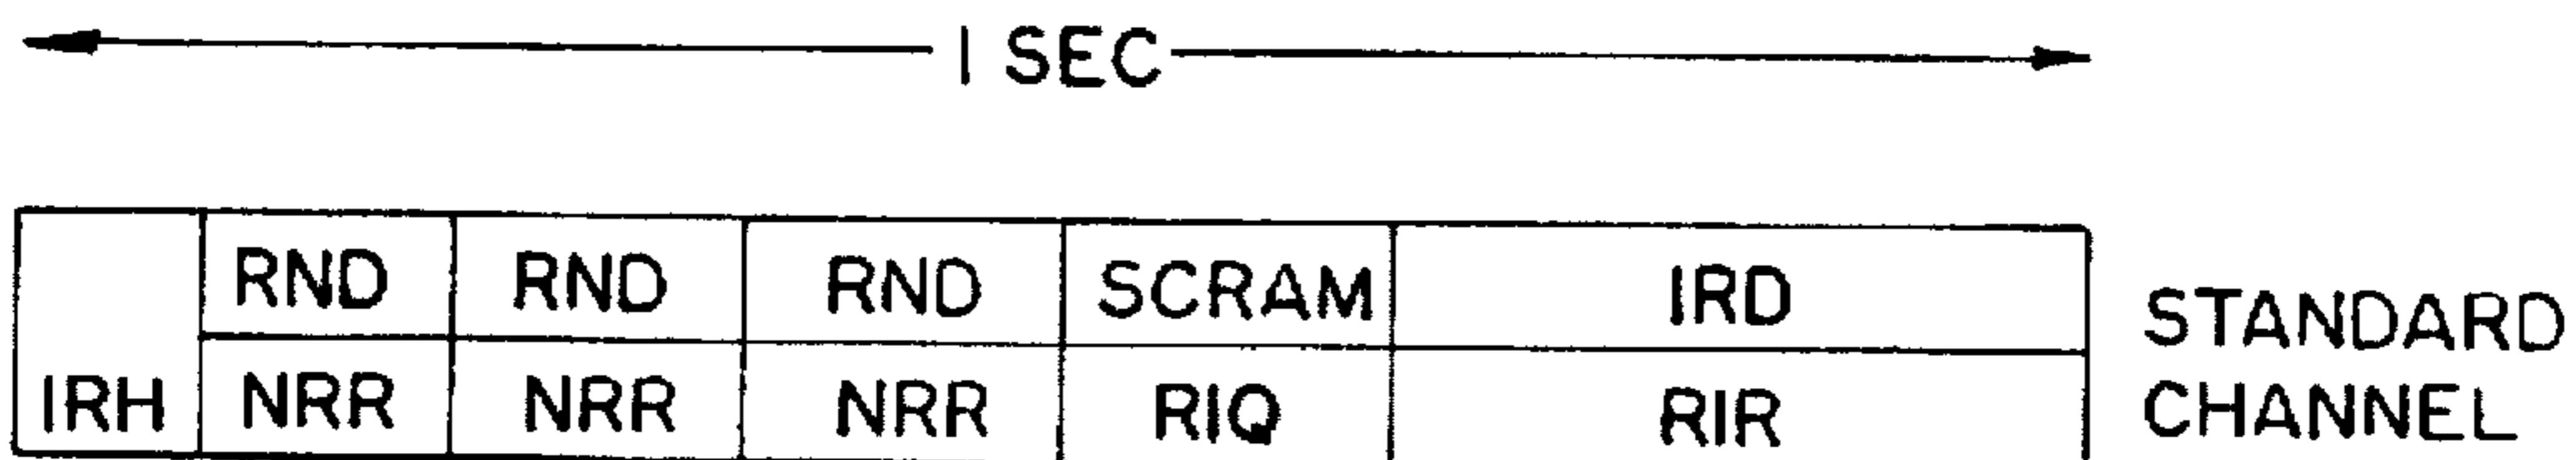 1 SEC
RND RND RND SCRAM IRD
IRH NRR NRR NRR RIQ RIR
STANDARD
CHANNEL